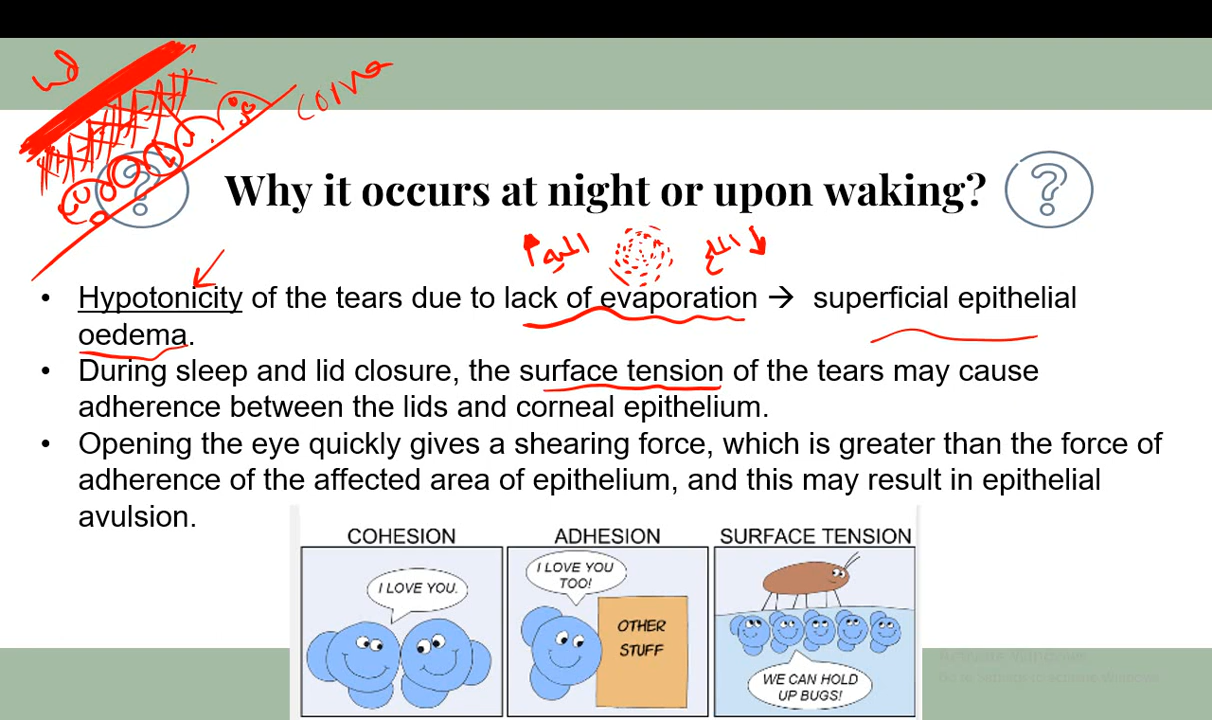 Lid
Corna
Why it occurs at night or upon waking?
الميه
الملح
• Hypotonicity of the tears due to lack of evaporation → superficial epithelial
oedema.
• During sleep and lid closure, the surface tension of the tears may cause
adherence between the lids and corneal epithelium.
• Opening the eye quickly gives a shearing force, which is greater than the force of
adherence of the affected area of epithelium, and this may result in epithelial
avulsion.
COHESION
I LOVE YOU.
ADHESION
I LOVE YOU
TOO!
OTHER
STUFF
SURFACE TENSION
WE CAN HOLD
UP BUGS!